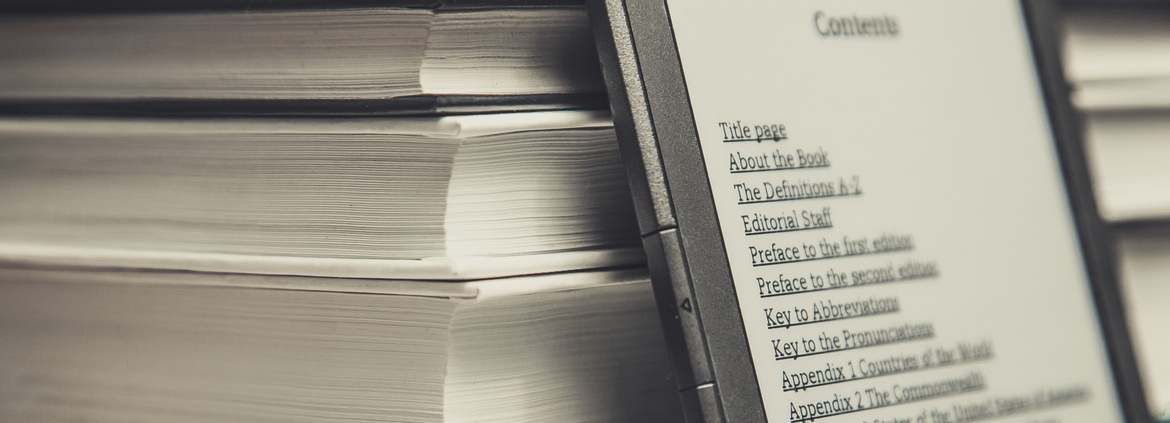 Contents
Title page
About the Book
The Definitions A-Z
Editorial Staff
Preface to the first edition
Preface to the second edition
Key to Abbreviations
Key to the Pronunciations
Appendix 1 Countries of the World
Appendix 2 The Commonwealth
States of the United States of America